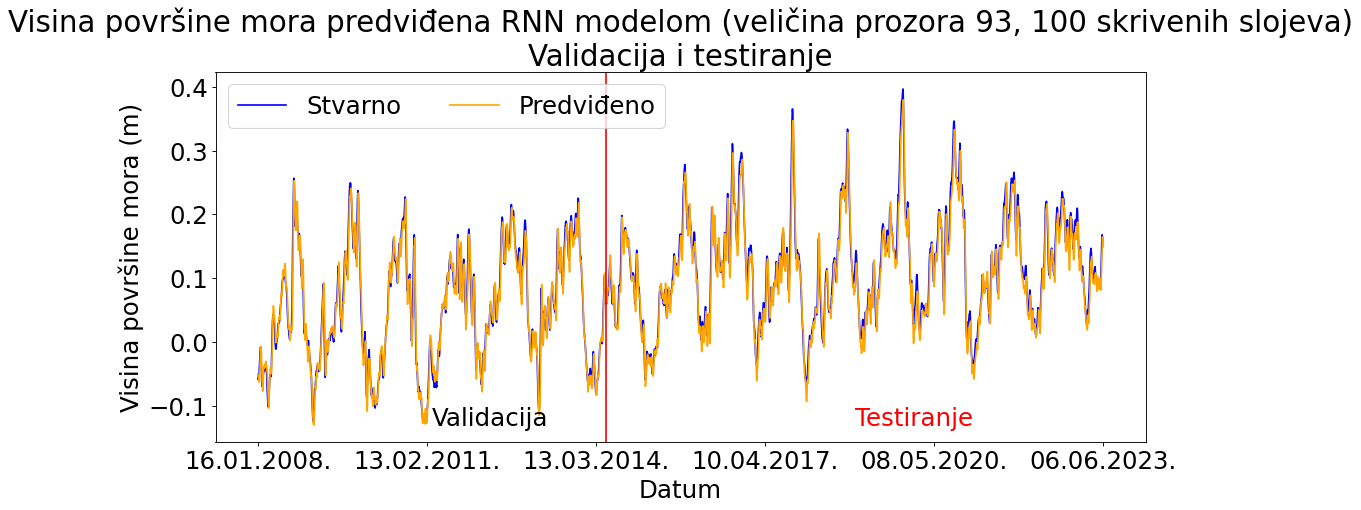 Visina površine mora predviđena RNN modelom (veličina prozora 93, 100 skrivenih slojeva)
Validacija i testiranje
Stvarno
Predviđeno
Visina površine mora (m)
0.4
0.3
0.2
0.1
0.0
−0.1
Validacija
Testiranje
16.01.2008.
13.02.2011.
13.03.2014.
10.04.2017.
08.05.2020.
06.06.2023.
Datum